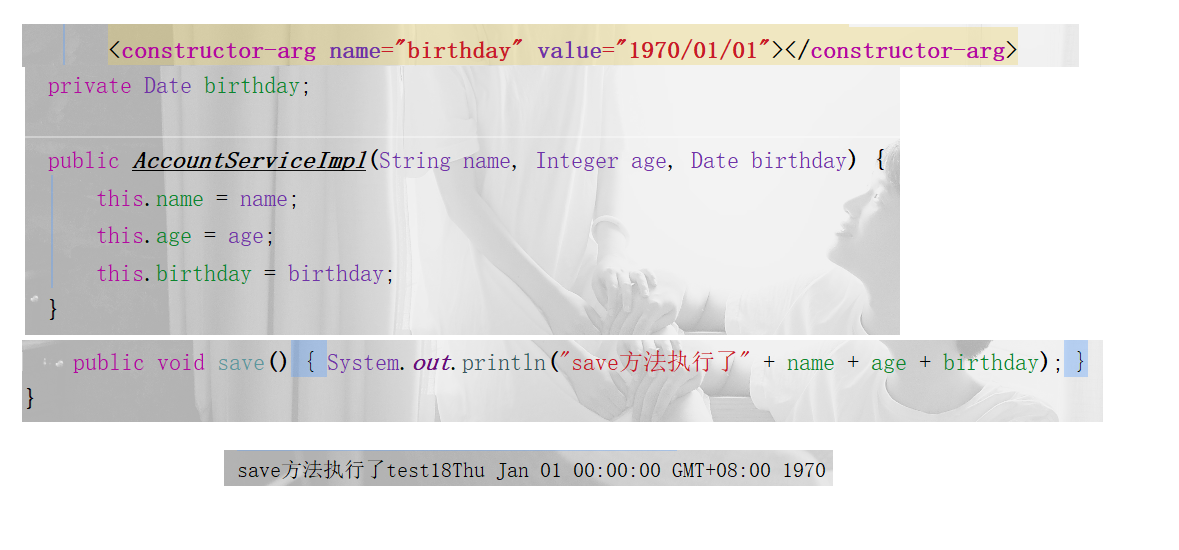 <constructor-arg name="birthday" value="1970/01/01"></constructor-arg>
private Date birthday;
public AccountServiceImpl(String name, Integer age, Date birthday) {
this.name = name;
this.age = age;
this.birthday = birthday;
}
public void save() { System.out.println("save方法执行了" + name + age + birthday); }
}
save方法执行了test18Thu Jan 01 00:00:00 GMT+08:00 1970